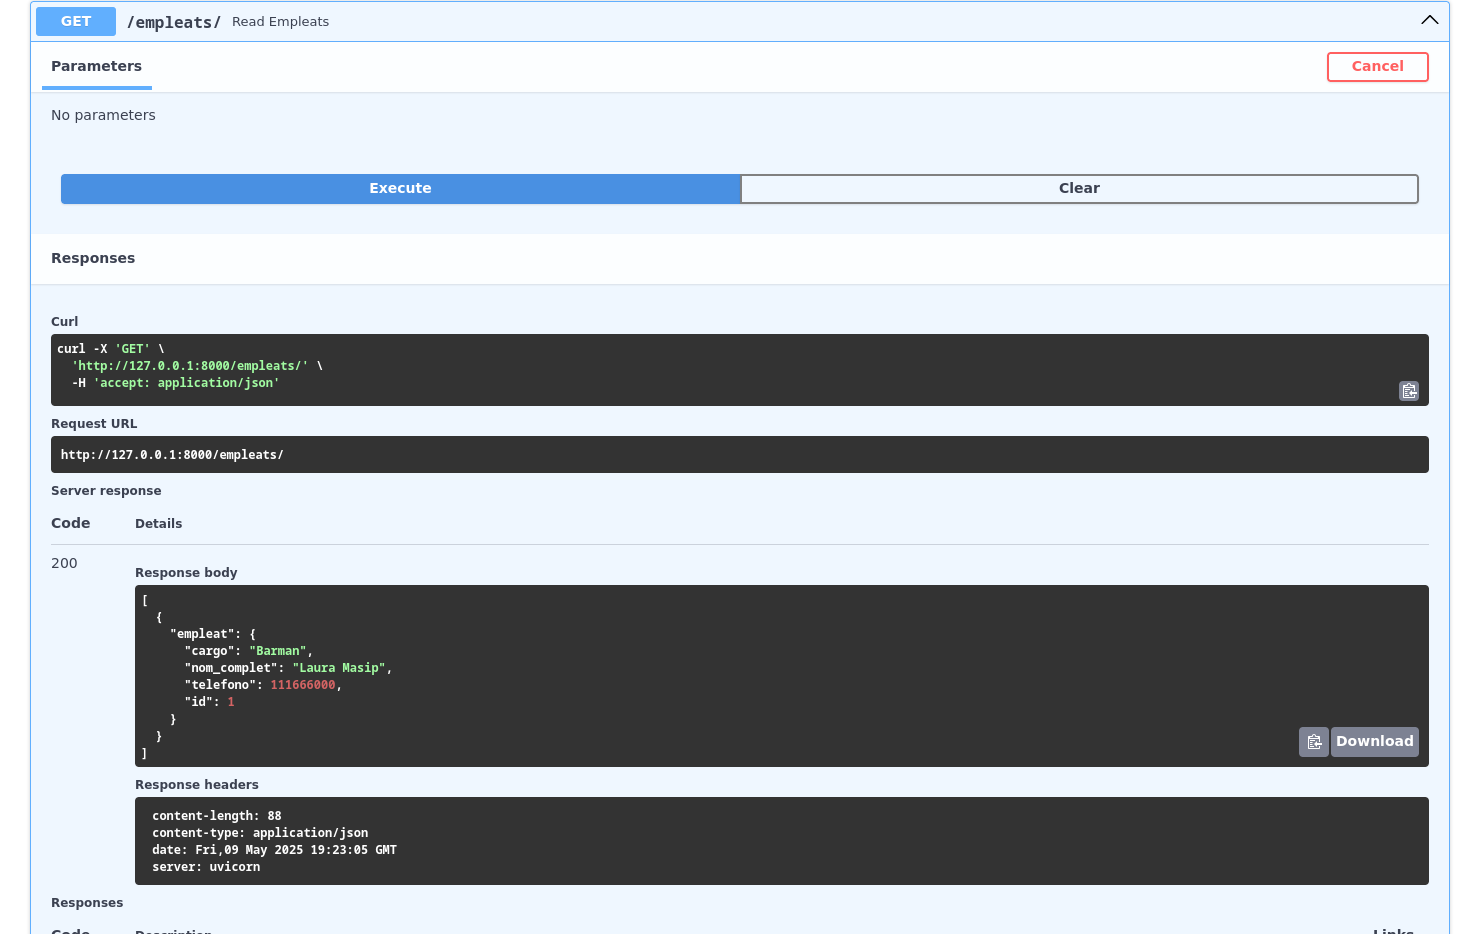 GET /empleats/ Read Empleats
Parameters
Cancel
No parameters
Execute
Clear
Responses
Curl
curl -X 'GET' \
'http://127.0.0.1:8000/empleats/' \
-H 'accept: application/json'
Request URL
http://127.0.0.1:8000/empleats/
Server response
Code Details
200
Response body
[
{
"empleat": {
"cargo": "Barman",
"nom_complet": "Laura Masip",
"telefono": 111666000,
"id": 1
}
}
]
Download
Response headers
content-length: 88
content-type: application/json
date: Fri,09 May 2025 19:23:05 GMT
server: uvicorn
Responses
Code Description Links